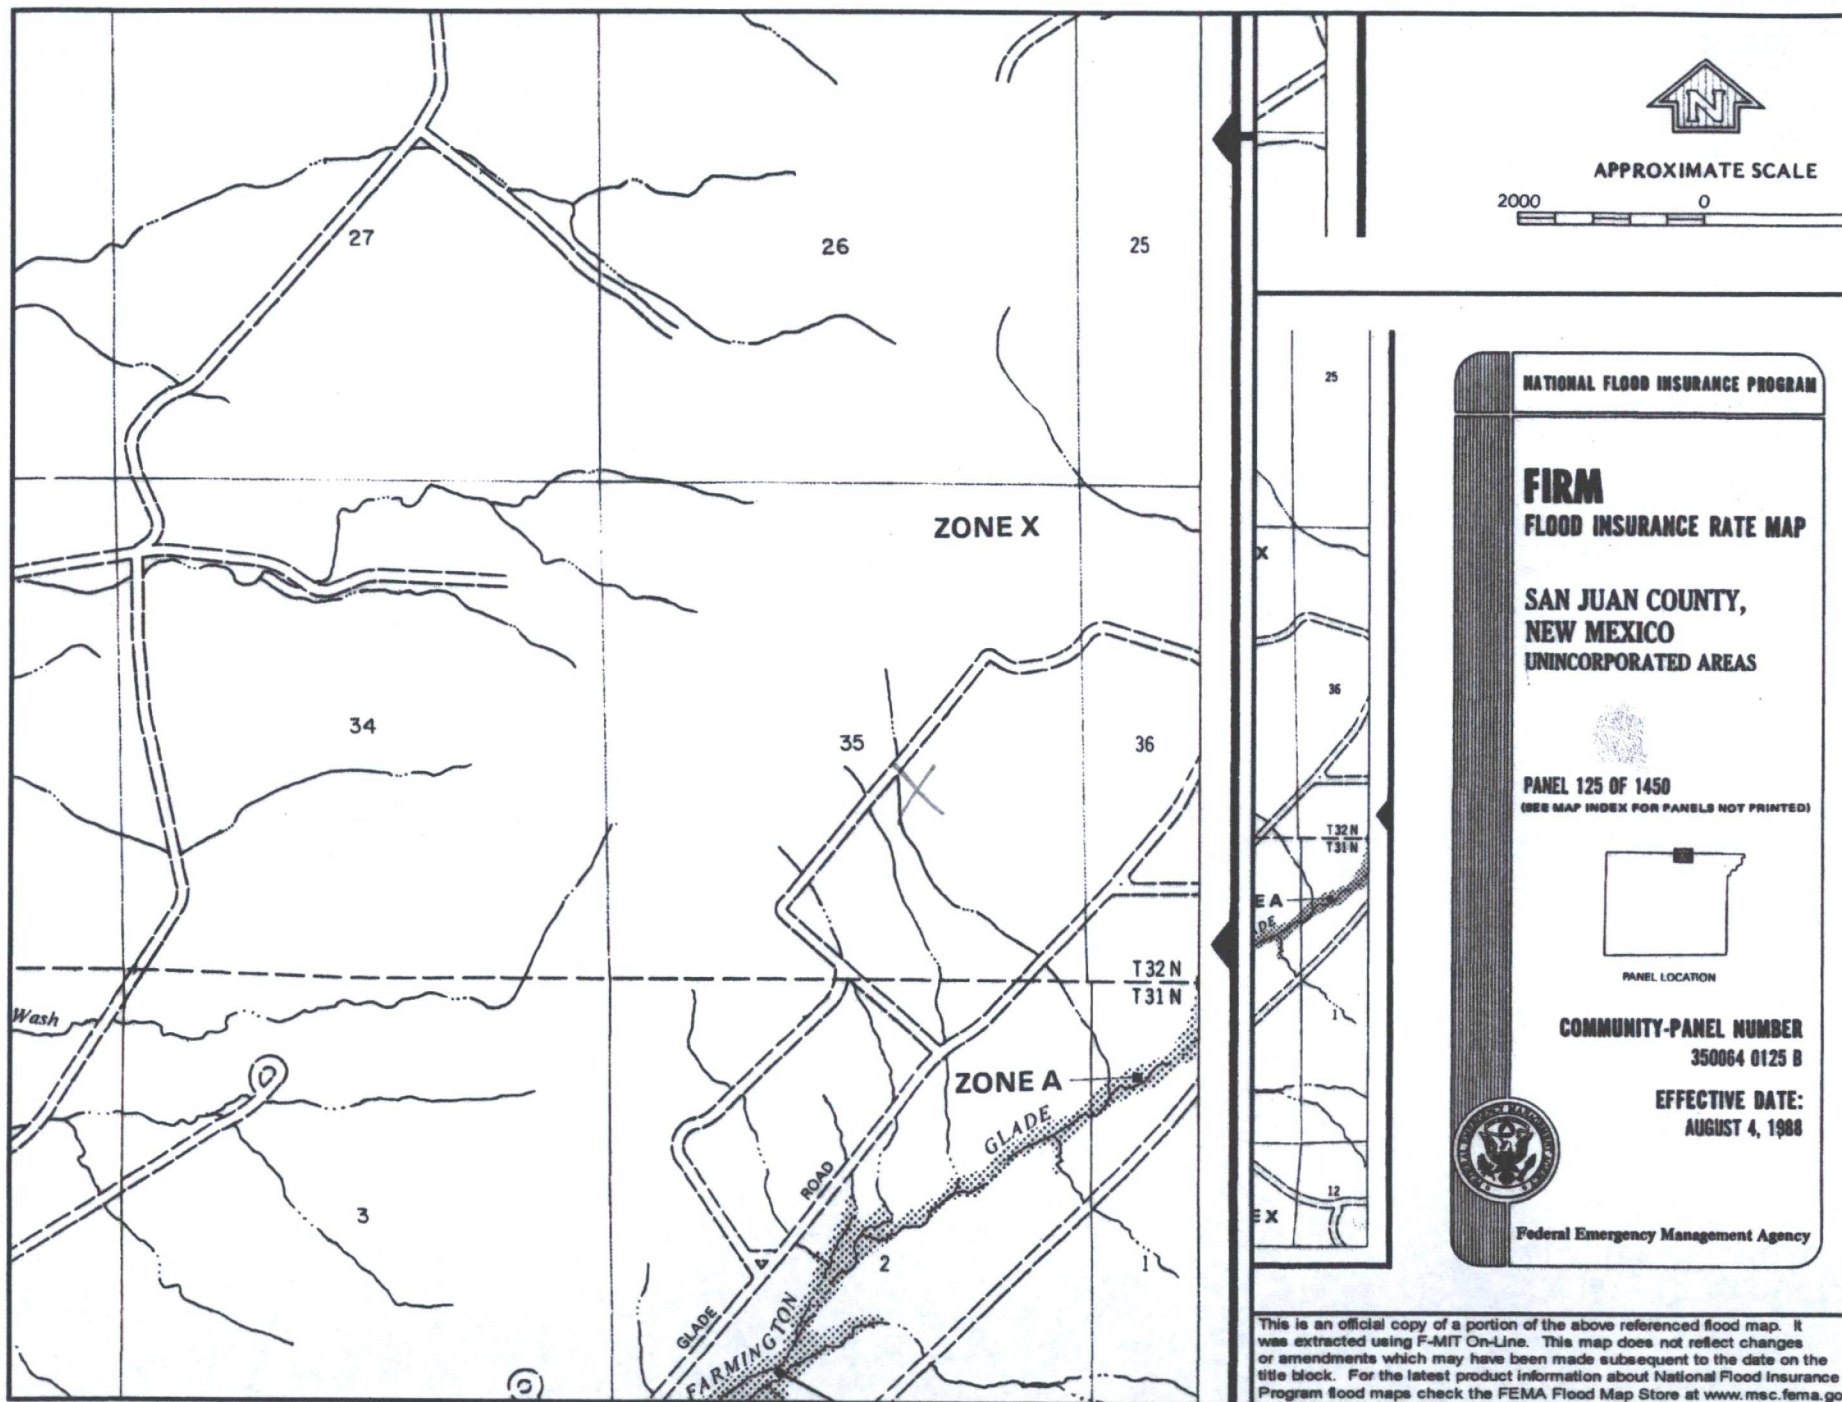 27
26
25
ZONE X
34
35
36
T 32 N
T 31 N
Wash
ZONE A
GLADE
ROAD
3
2
1
GLADE
FARMINGTON
N
APPROXIMATE SCALE
2000 0
25
X
36
T 32 N
T 31 N
E A
DE
1
12
E X
NATIONAL FLOOD INSURANCE PROGRAM
FIRM
FLOOD INSURANCE RATE MAP
SAN JUAN COUNTY,
NEW MEXICO
UNINCORPORATED AREAS
PANEL 125 OF 1450
(SEE MAP INDEX FOR PANELS NOT PRINTED)
PANEL LOCATION
COMMUNITY-PANEL NUMBER
350064 0125 B
EFFECTIVE DATE:
AUGUST 4, 1988
Federal Emergency Management Agency
This is an official copy of a portion of the above referenced flood map. It
was extracted using F-MIT On-Line. This map does not reflect changes
or amendments which may have been made subsequent to the date on the
title block. For the latest product information about National Flood Insurance
Program flood maps check the FEMA Flood Map Store at www.msc.fema.go